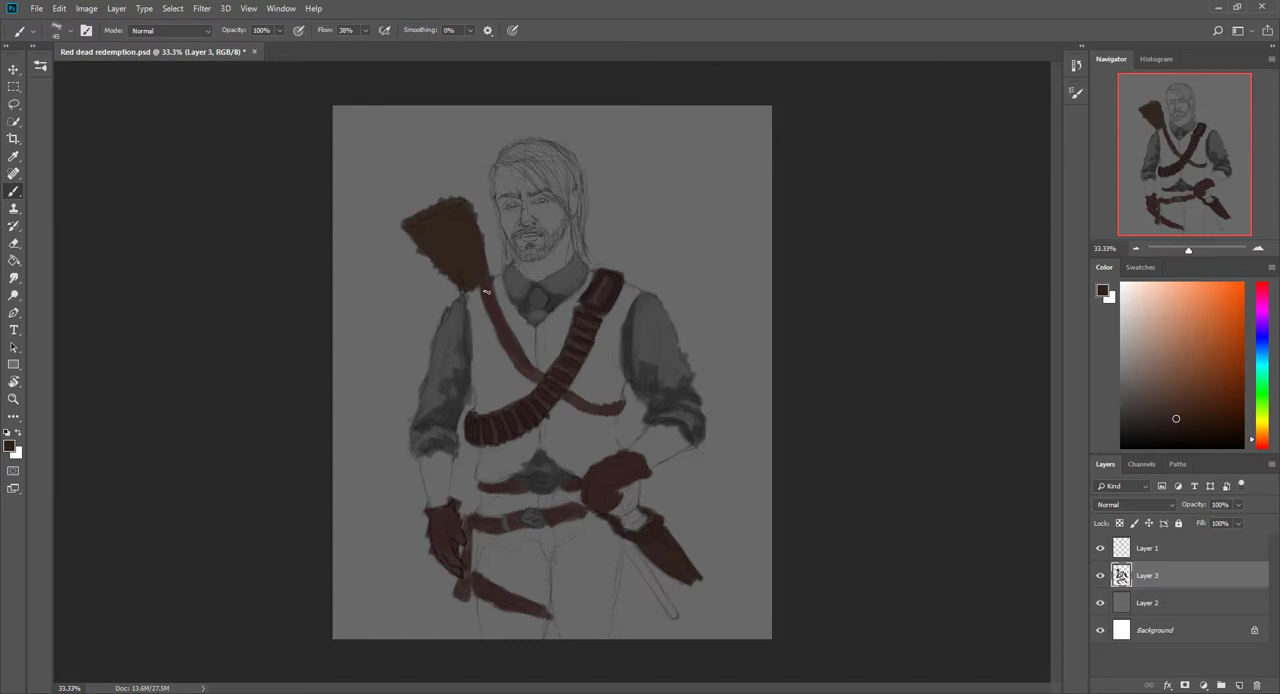 Ps File Edit Image Layer Type Select Filter 3D View Window Help
45 Mode: Normal Opacity: 100% Flow: 38% Smoothing: 0%
Red dead redemption.psd @ 33.3% (Layer 3, RGB/8) *
Navigator Histogram
33.33%
Color Swatches
Layers Channels Paths
Kind
Normal Opacity: 100%
Lock: Fill: 100%
Layer 1
Layer 3
Layer 2
Background
33.33% Doc: 13.6M/27.5M